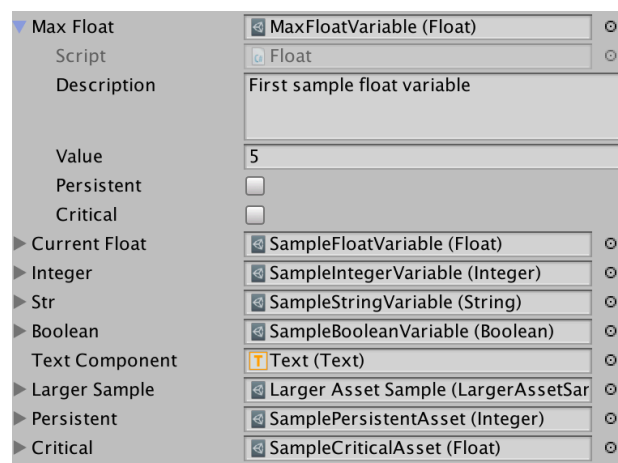 Max Float MaxFloatVariable (Float)
Script Float
Description First sample float variable
Value 5
Persistent
Critical
Current Float SampleFloatVariable (Float)
Integer SampleIntegerVariable (Integer)
Str SampleStringVariable (String)
Boolean SampleBooleanVariable (Boolean)
Text Component T Text (Text)
Larger Sample Larger Asset Sample (LargerAssetSar
Persistent SamplePersistentAsset (Integer)
Critical SampleCriticalAsset (Float)